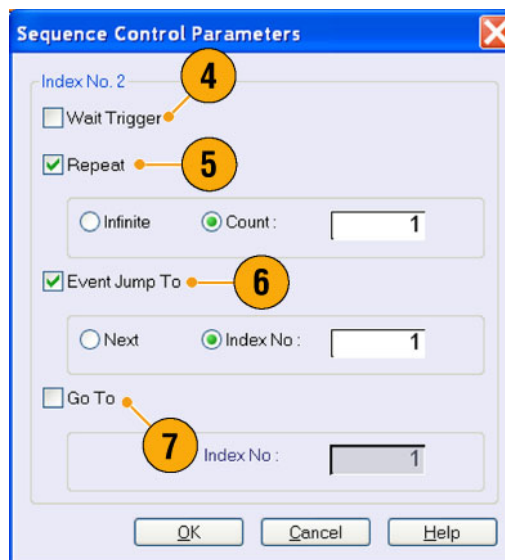 Sequence Control Parameters
Index No. 2
4
Wait Trigger
Repeat
5
Infinite
Count :
1
Event Jump To
6
Next
Index No :
1
Go To
7
Index No :
1
OK
Cancel
Help